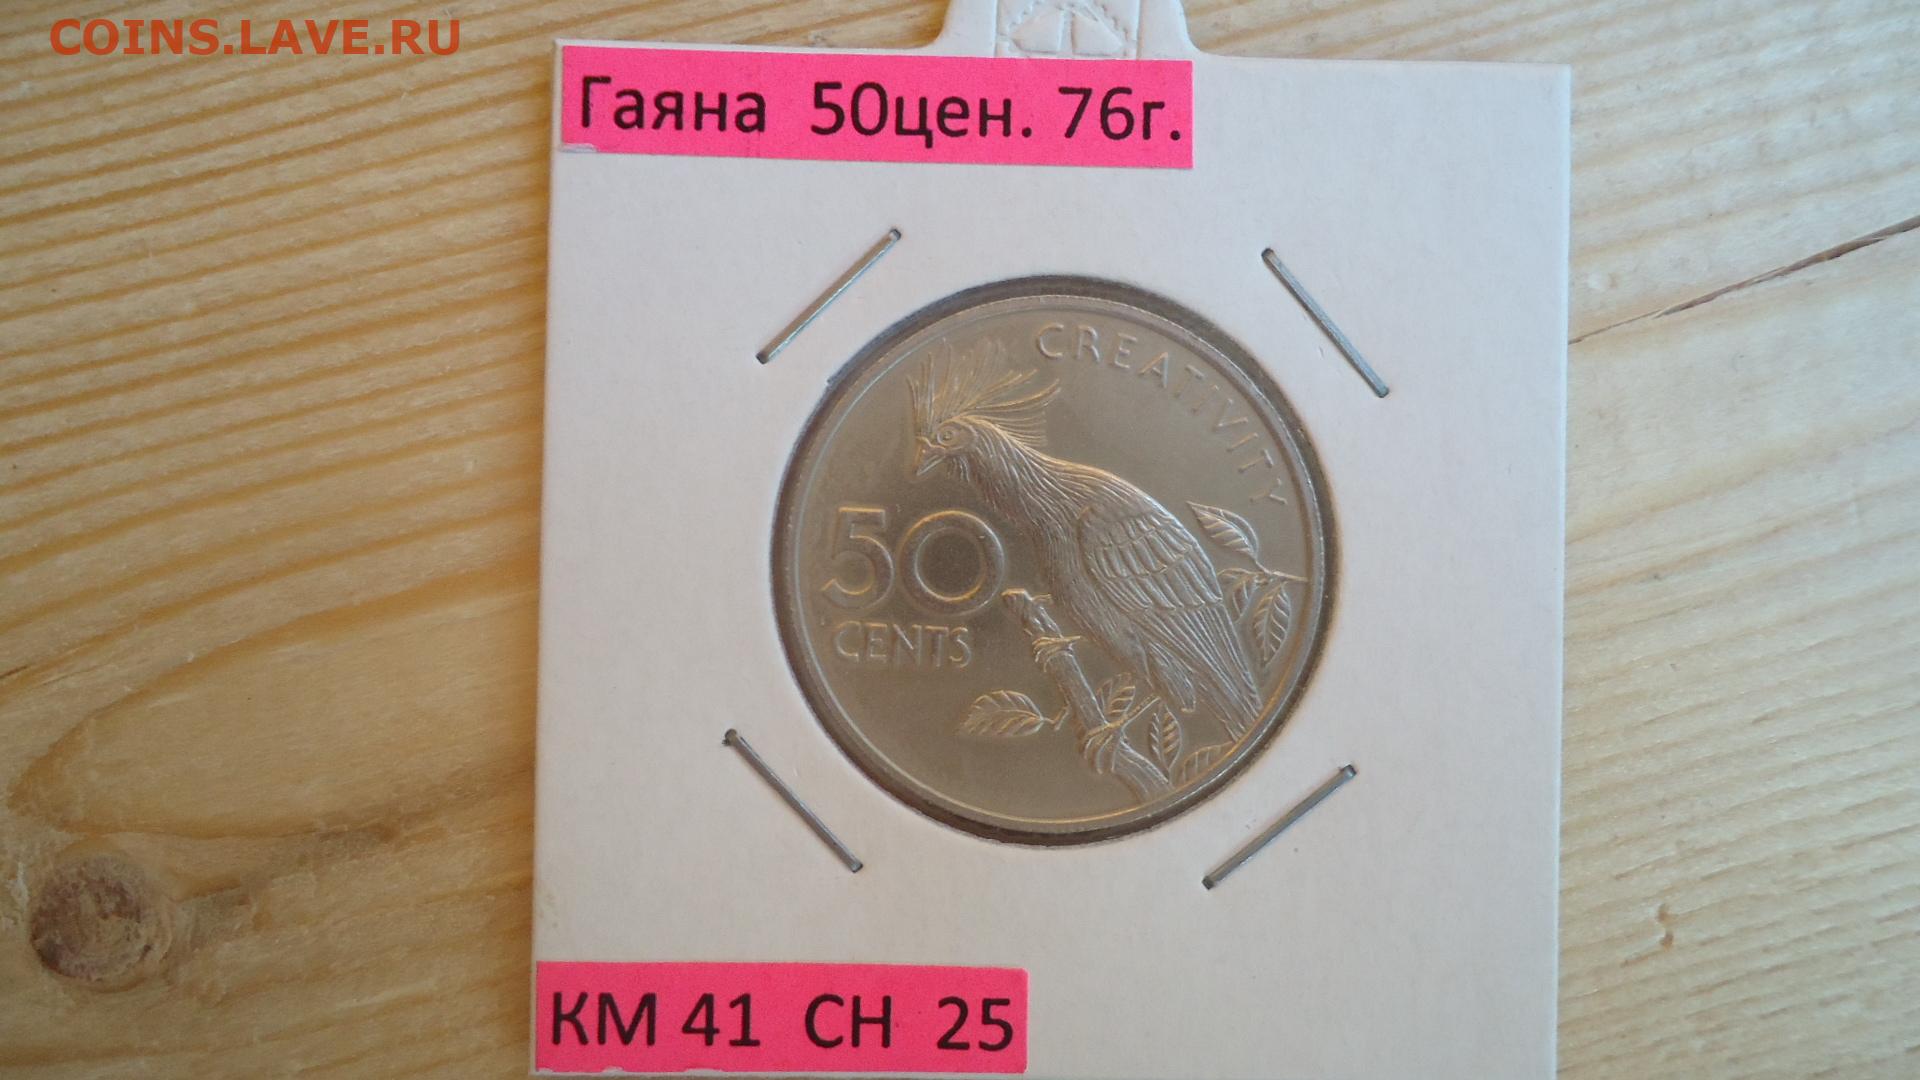 COINS.LAVE.RU
Гаяна 50цен. 76г.
CREATIVITY
50
CENTS
КМ 41 СН 25